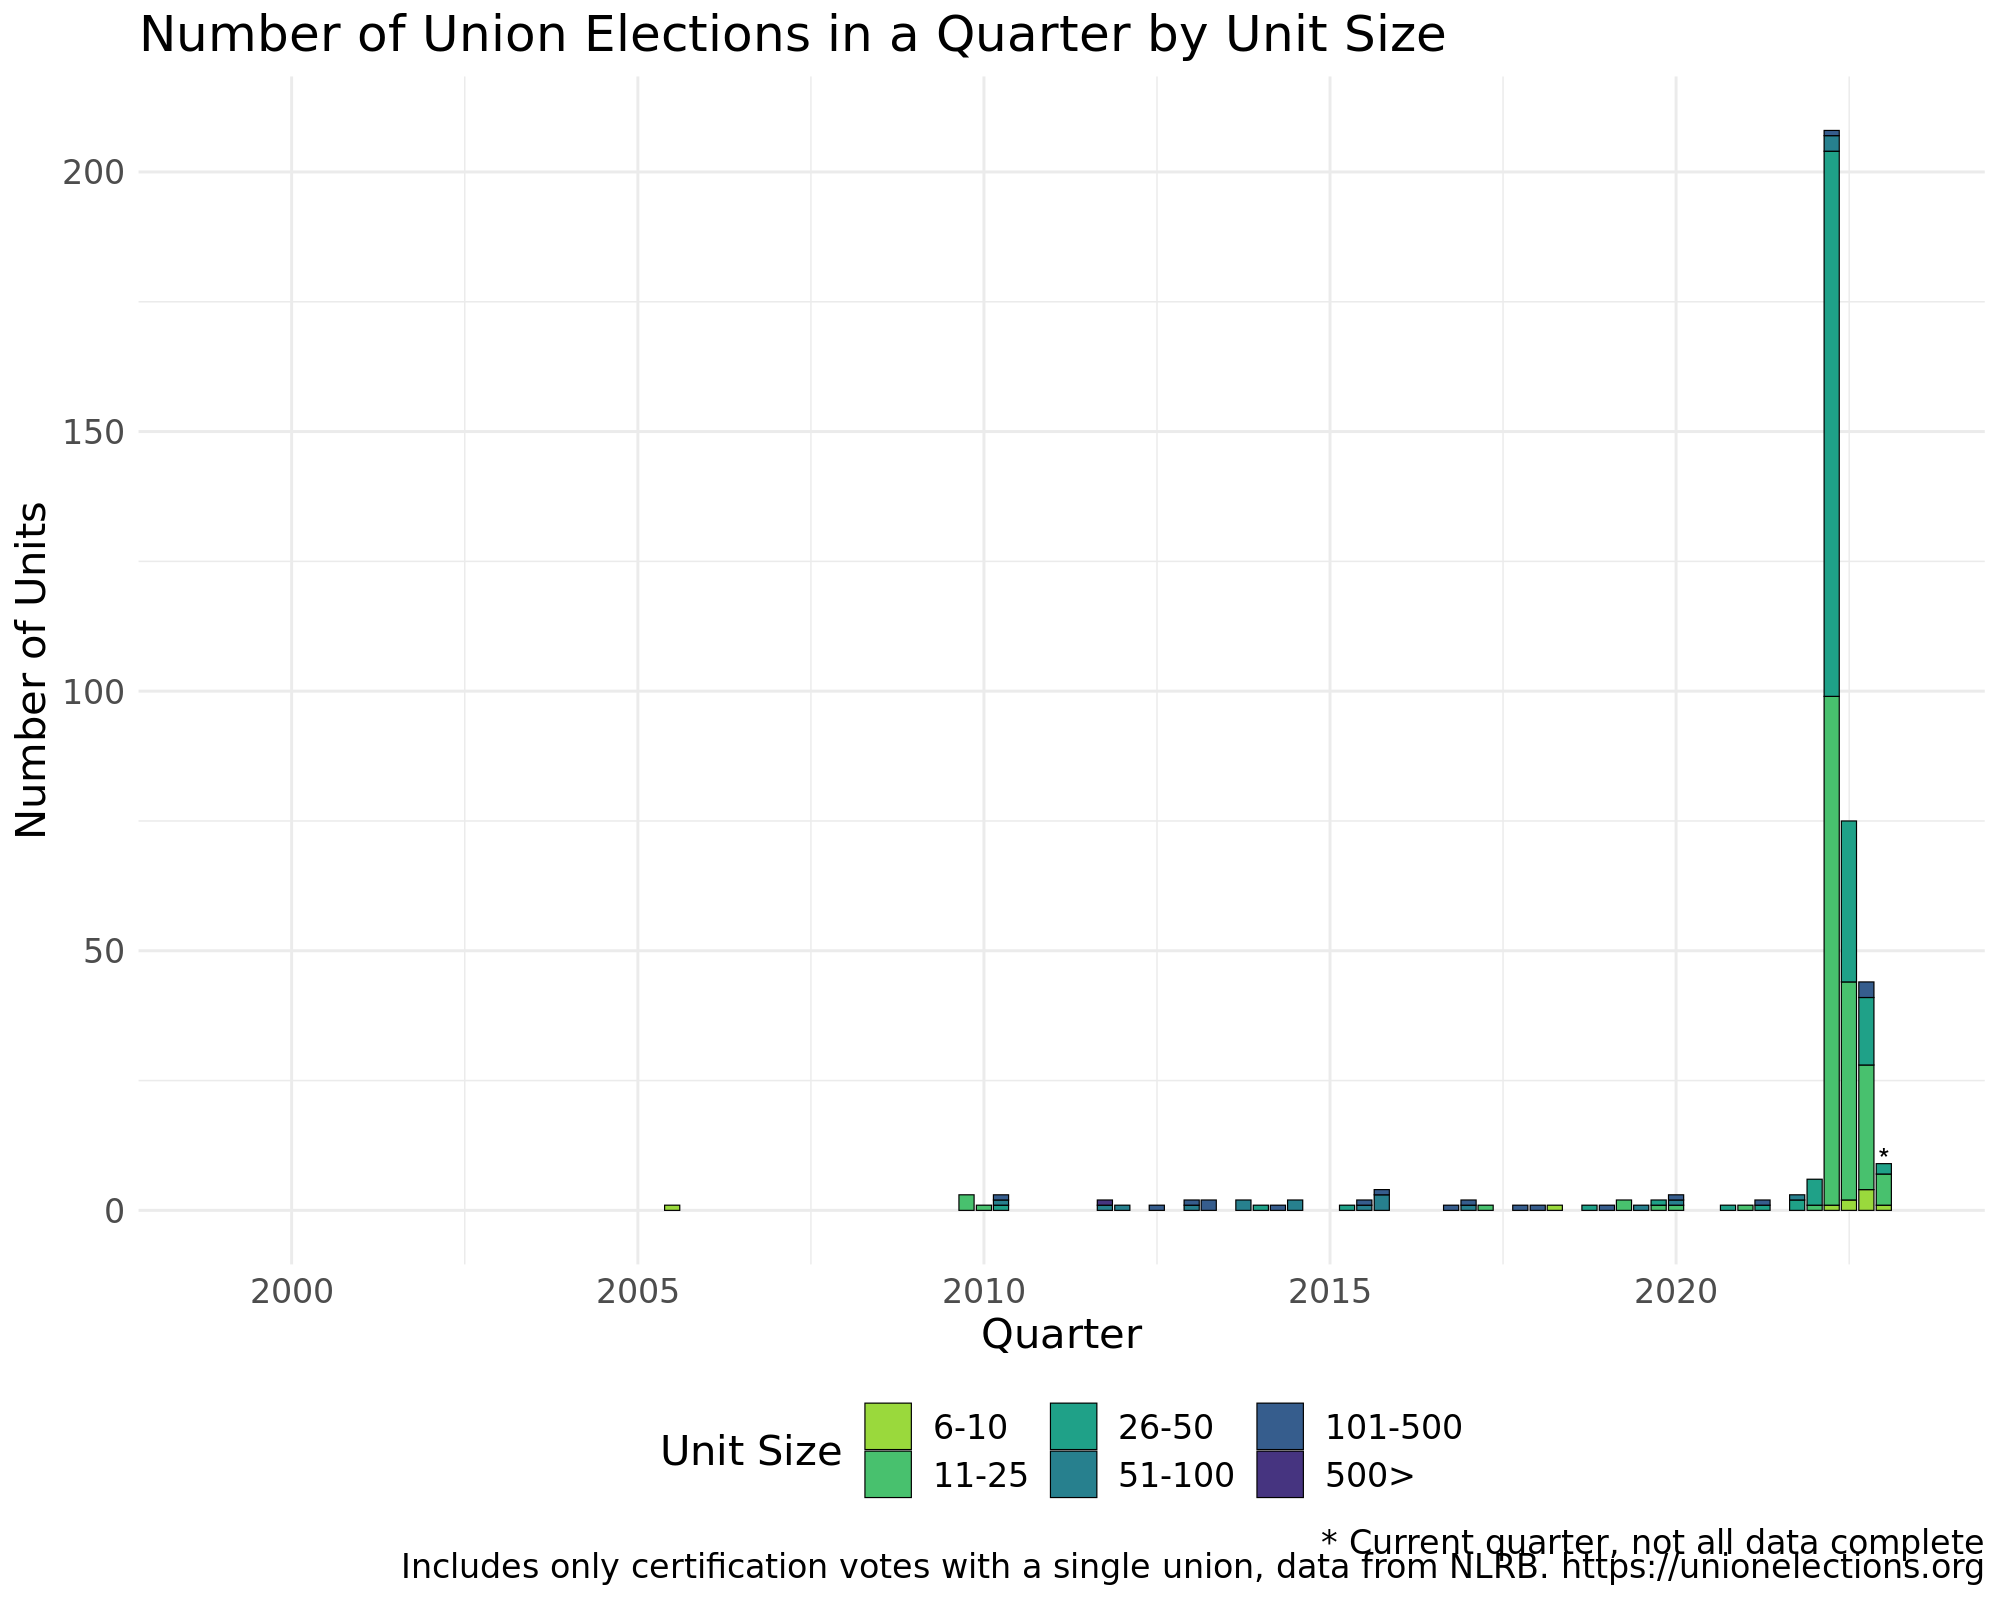 Number of Union Elections in a Quarter by Unit Size
Number of Units
200
150
100
50
0
*
2000 2005 2010 2015 2020
Quarter
Unit Size
6-10 26-50 101-500
11-25 51-100 500>
* Current quarter, not all data complete
Includes only certification votes with a single union, data from NLRB. https://unionelections.org